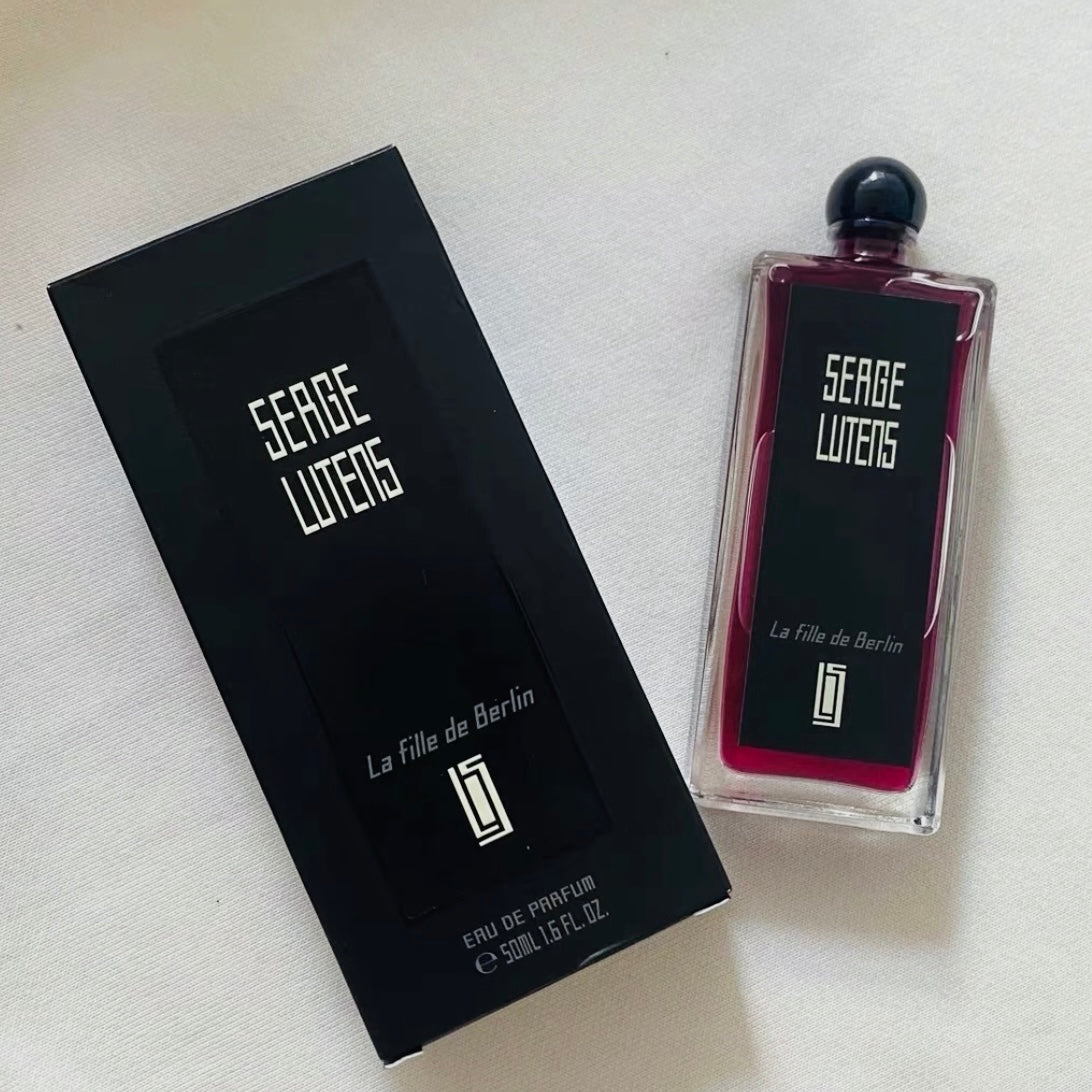 SERGE
LUTENS
La fille de Berlin
EAU DE PARFUM
e 50ML 1.6 FL. OZ.
SERGE
LUTENS
La fille de Berlin